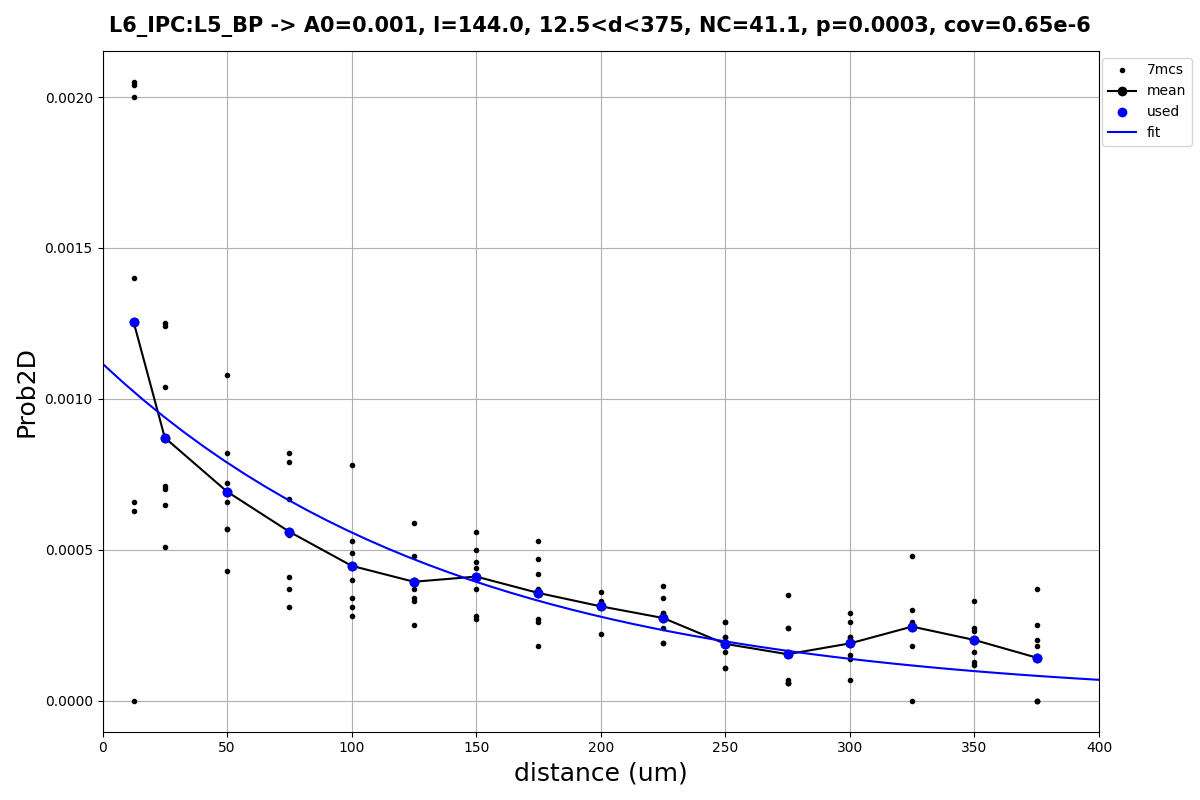 L6_IPC:L5_BP -> A0=0.001, l=144.0, 12.5<d<375, NC=41.1, p=0.0003, cov=0.65e-6
7mcs
mean
used
fit
0.0020
0.0015
0.0010
0.0005
0.0000
Prob2D
0
50
100
150
200
250
300
350
400
distance (um)